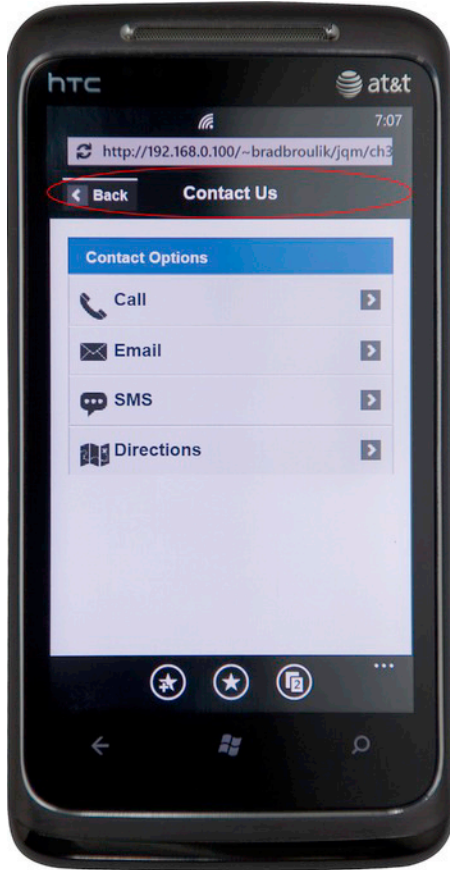 hTC
at&t
7:07
http://192.168.0.100/~bradbroulik/jqm/ch3
Back Contact Us
Contact Options
Call
Email
SMS
Directions
2